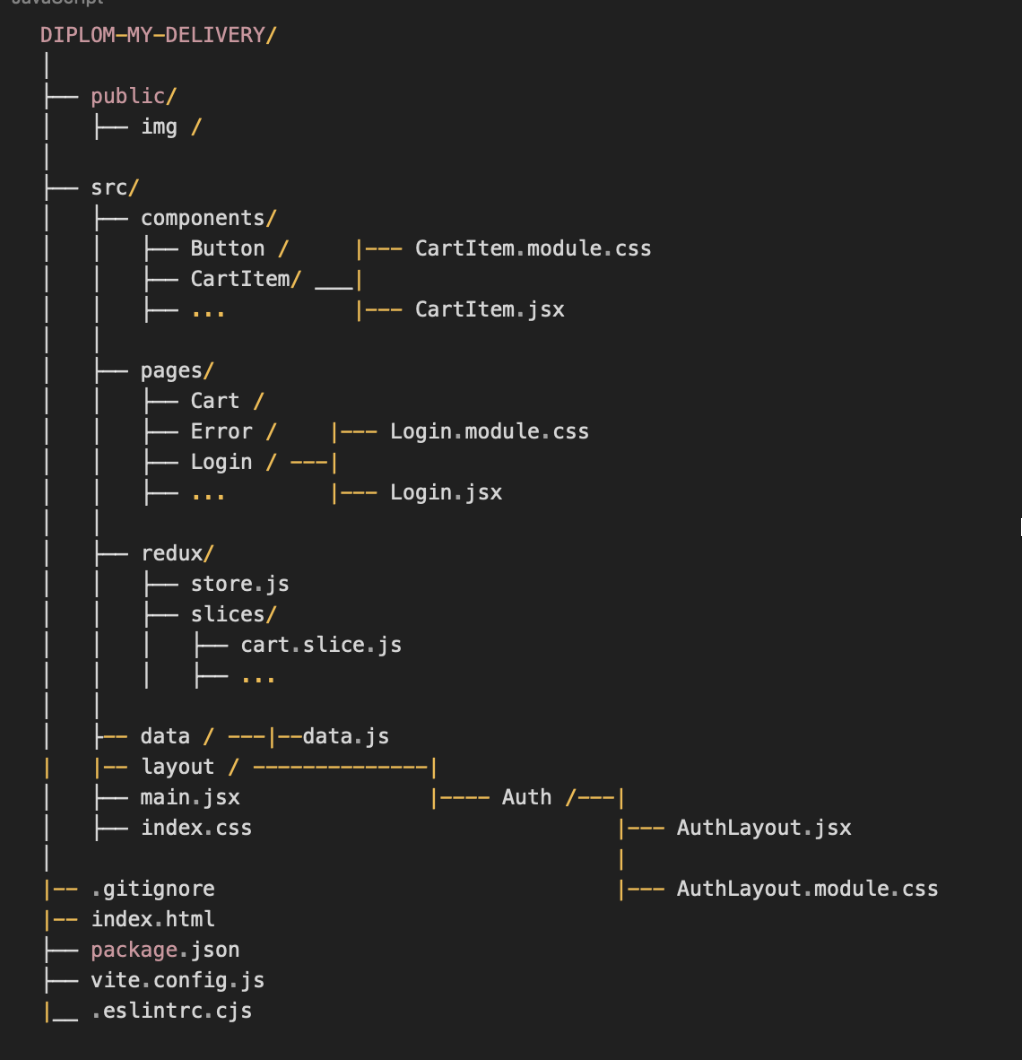 JavaScript
DIPLOM-MY-DELIVERY/
|
├── public/
|   ├── img /
|
├── src/
|   ├── components/
|   |   ├── Button /     |--- CartItem.module.css
|   |   ├── CartItem/ ___|
|   |   ├── ...          |--- CartItem.jsx
|   |
|   ├── pages/
|   |   ├── Cart /
|   |   ├── Error /    |--- Login.module.css
|   |   ├── Login / ---|
|   |   ├── ...        |--- Login.jsx
|   |
|   ├── redux/
|   |   ├── store.js
|   |   ├── slices/
|   |   |   ├── cart.slice.js
|   |   |   ├── ...
|   |
|   ├-- data / ---|--data.js
|   |-- layout / --------------|
|   ├── main.jsx               |---- Auth /---|
|   ├── index.css                             |--- AuthLayout.jsx
|                                             |
|-- .gitignore                                |--- AuthLayout.module.css
|-- index.html
├── package.json
├── vite.config.js
|__ .eslintrc.cjs